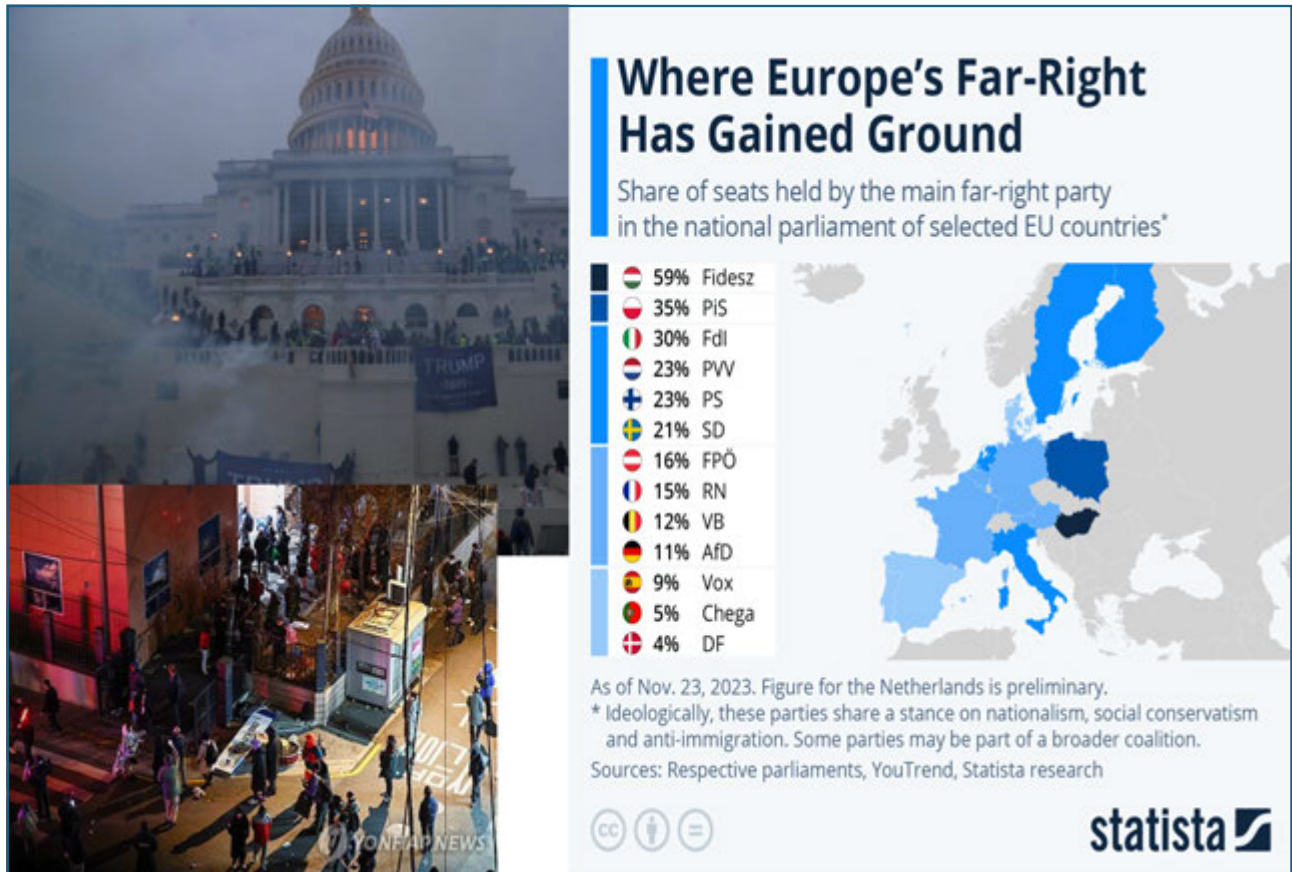 TRUMP
TRUMP
YONHAP NEWS
Where Europe's Far-Right
Has Gained Ground
Share of seats held by the main far-right party
in the national parliament of selected EU countries*
59% Fidesz
35% PiS
30% FdI
23% PVV
23% PS
21% SD
16% FPÖ
15% RN
12% VB
11% AfD
9% Vox
5% Chega
4% DF
As of Nov. 23, 2023. Figure for the Netherlands is preliminary.
* Ideologically, these parties share a stance on nationalism, social conservatism
and anti-immigration. Some parties may be part of a broader coalition.
Sources: Respective parliaments, YouTrend, Statista research
cc
statista